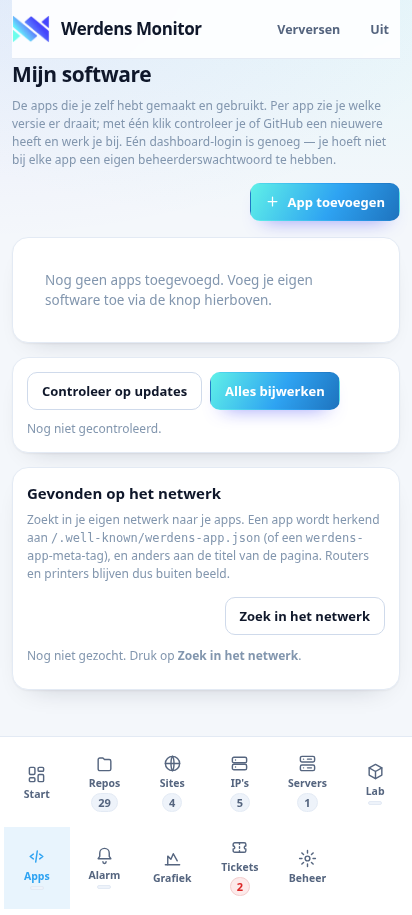 Werdens Monitor
Verversen
Uit
Mijn software
De apps die je zelf hebt gemaakt en gebruikt. Per app zie je welke
versie er draait; met één klik controleer je of GitHub een nieuwere
heeft en werk je bij. Eén dashboard-login is genoeg — je hoeft niet
bij elke app een eigen beheerderswachtwoord te hebben.
+ App toevoegen
Nog geen apps toegevoegd. Voeg je eigen
software toe via de knop hierboven.
Controleer op updates
Alles bijwerken
Nog niet gecontroleerd.
Gevonden op het netwerk
Zoekt in je eigen netwerk naar je apps. Een app wordt herkend
aan /.well-known/werdens-app.json (of een werdens-
app-meta-tag), en anders aan de titel van de pagina. Routers
en printers blijven dus buiten beeld.
Zoek in het netwerk
Nog niet gezocht. Druk op Zoek in het netwerk.
Start
Repos
29
Sites
4
IP's
5
Servers
1
Lab
Apps
Alarm
Grafiek
Tickets
2
Beheer